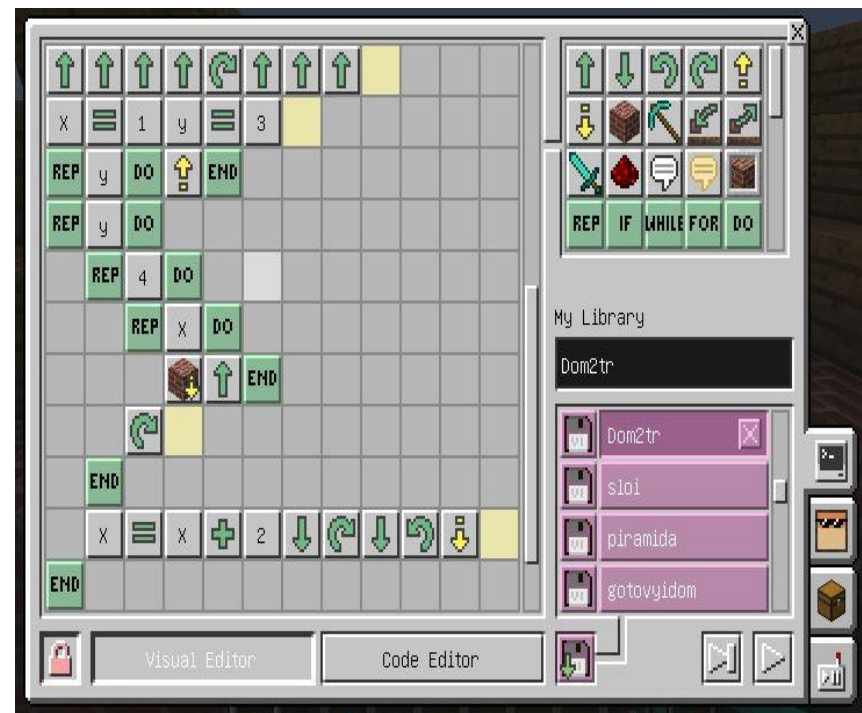 X 1 y 3
REP y DO END
REP y DO
REP IF WHILE FOR DO
REP 4 DO
REP X DO
My Library
END
Dom2tr
Dom2tr
END
sloi
X X 2
piramida
END
gotovyidom
Visual Editor
Code Editor